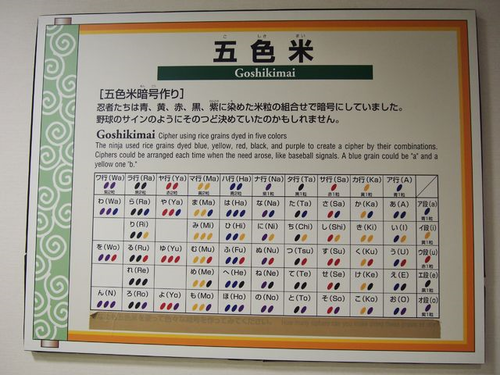 五色米
Goshikimai
[五色米暗号作り]
忍者たちは青、黄、赤、黒、紫に染めた米粒の組合せで暗号にしていました。
野球のサインのようにそのつど決めていたのかもしれません。
Goshikimai Cipher using rice grains dyed in five colors
The ninja used rice grains dyed blue, yellow, red, black, and purple to create a cipher by their combinations.
Ciphers could be arranged each time when the need arose, like baseball signals. A blue grain could be "a" and a
yellow one "b."
ワ行(Wa) ラ行(Ra) ヤ行(Ya) マ行(Ma) ハ行(Ha) ナ行(Na) タ行(Ta) サ行(Sa) カ行(Ka) ア行(A)
わ(Wa) ら(Ra) や(Ya) ま(Ma) は(Ha) な(Na) た(Ta) さ(Sa) か(Ka) あ(A) ア段(a)
り(Ri) み(Mi) ひ(Hi) に(Ni) ち(Chi) し(Shi) き(Ki) い(I) イ段(i)
を(Wo) る(Ru) ゆ(Yu) む(Mu) ふ(Fu) ぬ(Nu) つ(Tsu) す(Su) く(Ku) う(U) ウ段(u)
れ(Re) め(Me) へ(He) ね(Ne) て(Te) せ(Se) け(Ke) え(E) エ段(e)
ん(N) ろ(Ro) よ(Yo) も(Mo) ほ(Ho) の(No) と(To) そ(So) こ(Ko) お(O) オ段(o)